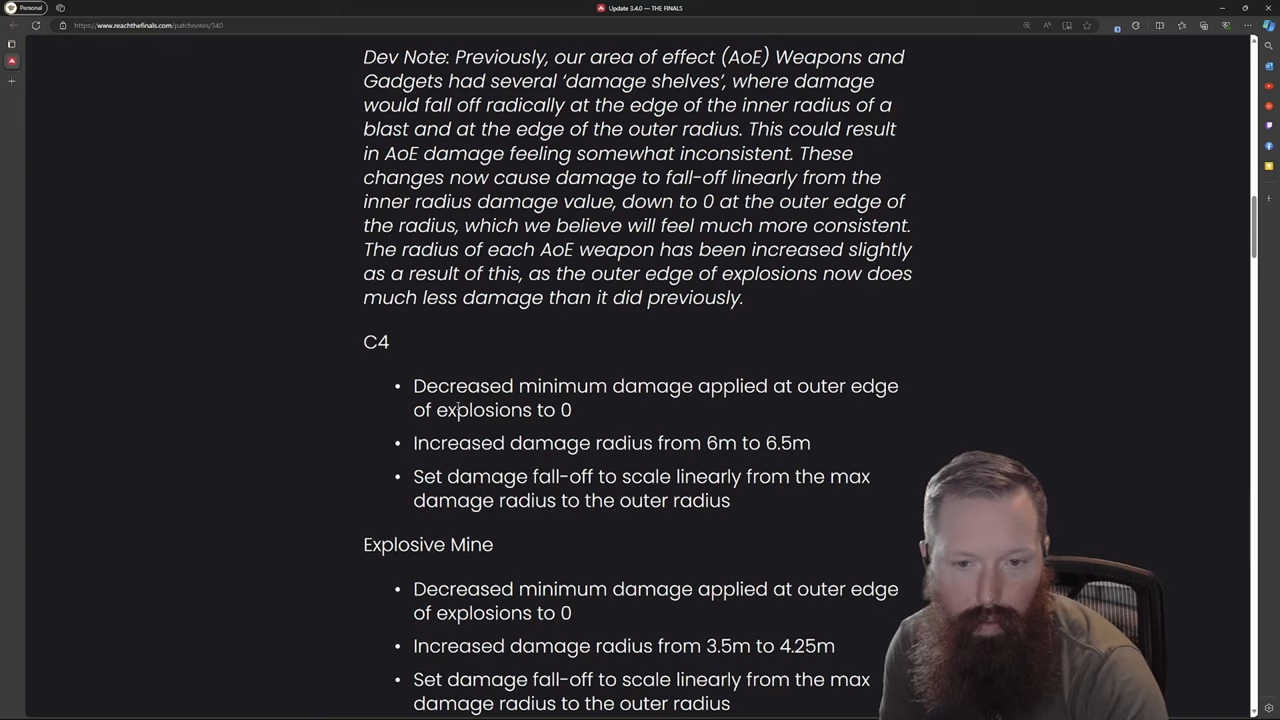 Personal
Update 3.4.0 — THE FINALS
https://www.reachthefinals.com/patchnotes/340
Dev Note: Previously, our area of effect (AoE) Weapons and
Gadgets had several ‘damage shelves’, where damage
would fall off radically at the edge of the inner radius of a
blast and at the edge of the outer radius. This could result
in AoE damage feeling somewhat inconsistent. These
changes now cause damage to fall-off linearly from the
inner radius damage value, down to 0 at the outer edge of
the radius, which we believe will feel much more consistent.
The radius of each AoE weapon has been increased slightly
as a result of this, as the outer edge of explosions now does
much less damage than it did previously.
C4
• Decreased minimum damage applied at outer edge
of explosions to 0
• Increased damage radius from 6m to 6.5m
• Set damage fall-off to scale linearly from the max
damage radius to the outer radius
Explosive Mine
• Decreased minimum damage applied at outer edge
of explosions to 0
• Increased damage radius from 3.5m to 4.25m
• Set damage fall-off to scale linearly from the max
damage radius to the outer radius